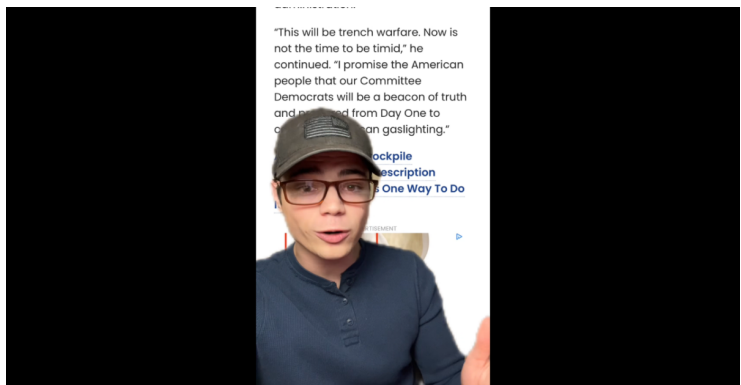 “This will be trench warfare. Now is
not the time to be timid,” he
continued. “I promise the American
people that our Committee
Democrats will be a beacon of truth
and from Day One to
gaslighting.”
One Way To Do